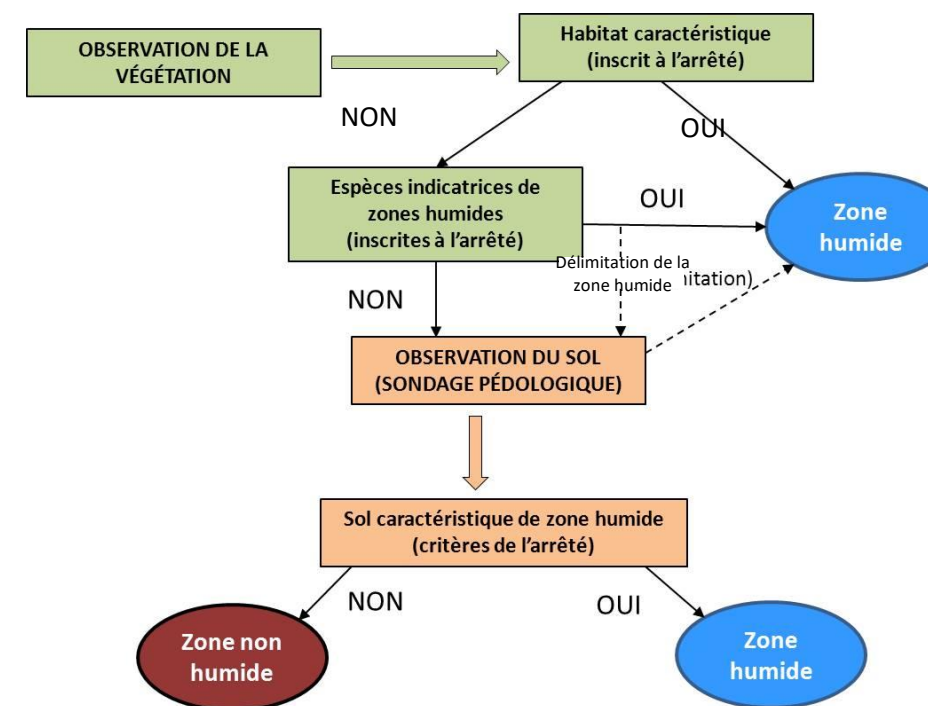 OBSERVATION DE LA
VÉGÉTATION
Habitat caractéristique
(inscrit à l'arrêté)
NON
OUI
Espèces indicatrices de
zones humides
(inscrites à l'arrêté)
OUI
Zone
humide
Délimitation de la
zone humide
mitation)
NON
OBSERVATION DU SOL
(SONDAGE PÉDOLOGIQUE)
Sol caractéristique de zone humide
(critères de l'arrêté)
NON
OUI
Zone non
humide
Zone
humide